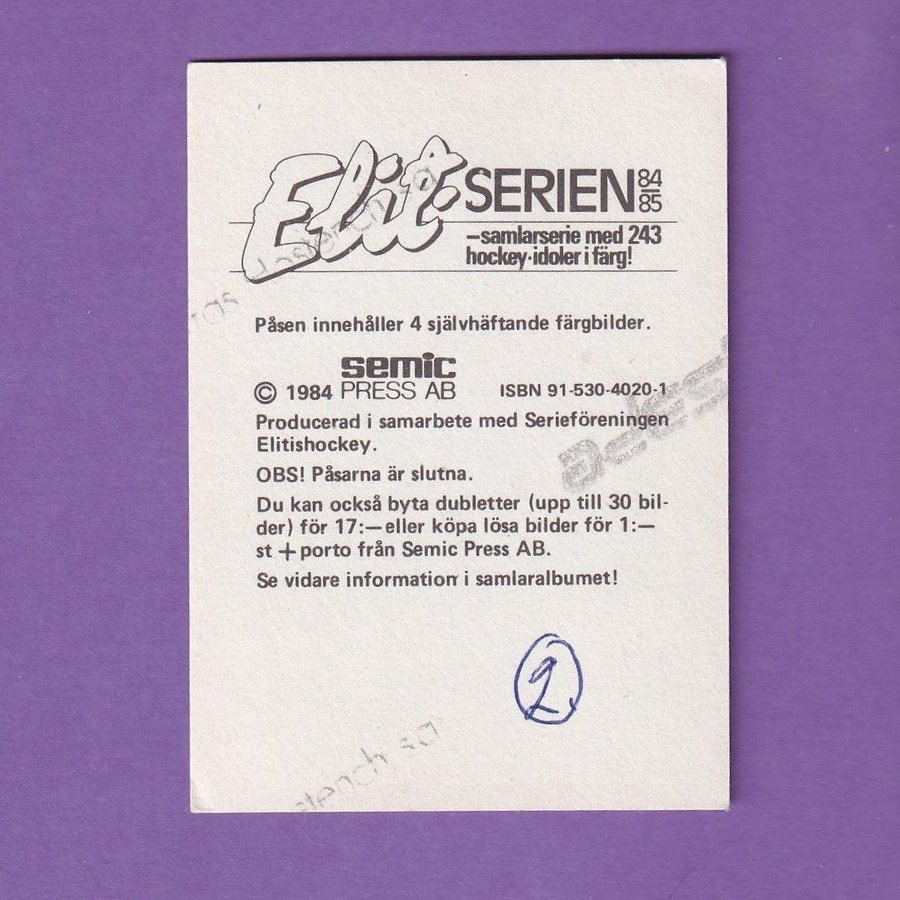 Elit-SERIEN 84
85
–samlarserie med 243
hockey-idoler i färg!
Påsen innehåller 4 självhäftande färgbilder.
semic
© 1984 PRESS AB ISBN 91-530-4020-1
Producerad i samarbete med Serieföreningen
Elitishockey.
OBS! Påsarna är slutna.
Du kan också byta dubletter (upp till 30 bil-
der) för 17:— eller köpa lösa bilder för 1:—
st + porto från Semic Press AB.
Se vidare information i samlaralbumet!
2